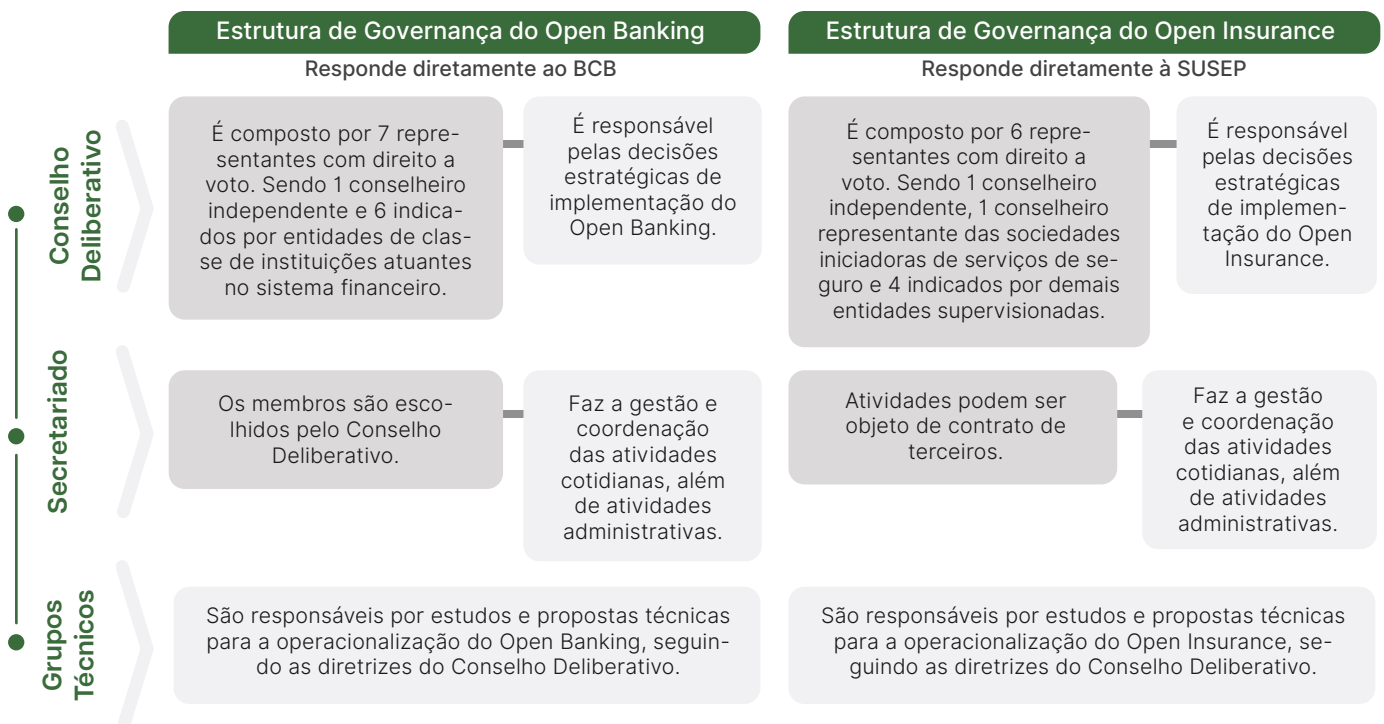 Estrutura de Governança do Open Banking
Responde diretamente ao BCB
Estrutura de Governança do Open Insurance
Responde diretamente à SUSEP
Conselho
Deliberativo
É composto por 7 repre-
sentantes com direito a
voto. Sendo 1 conselheiro
independente e 6 indica-
dos por entidades de clas-
se de instituições atuantes
no sistema financeiro.
É responsável
pelas decisões
estratégicas de
implementação do
Open Banking.
É composto por 6 repre-
sentantes com direito a
voto. Sendo 1 conselheiro
independente, 1 conselheiro
representante das sociedades
iniciadoras de serviços de se-
guro e 4 indicados por demais
entidades supervisionadas.
É responsável
pelas decisões
estratégicas
de implemen-
tação do Open
Insurance.
Secretariado
Os membros são esco-
lhidos pelo Conselho
Deliberativo.
Faz a gestão e
coordenação
das atividades
cotidianas, além
de atividades
administrativas.
Atividades podem ser
objeto de contrato de
terceiros.
Faz a gestão
e coordenação
das atividades
cotidianas, além
de atividades
administrativas.
Grupos
Técnicos
São responsáveis por estudos e propostas técnicas
para a operacionalização do Open Banking, seguin-
do as diretrizes do Conselho Deliberativo.
São responsáveis por estudos e propostas técnicas
para a operacionalização do Open Insurance, se-
guindo as diretrizes do Conselho Deliberativo.